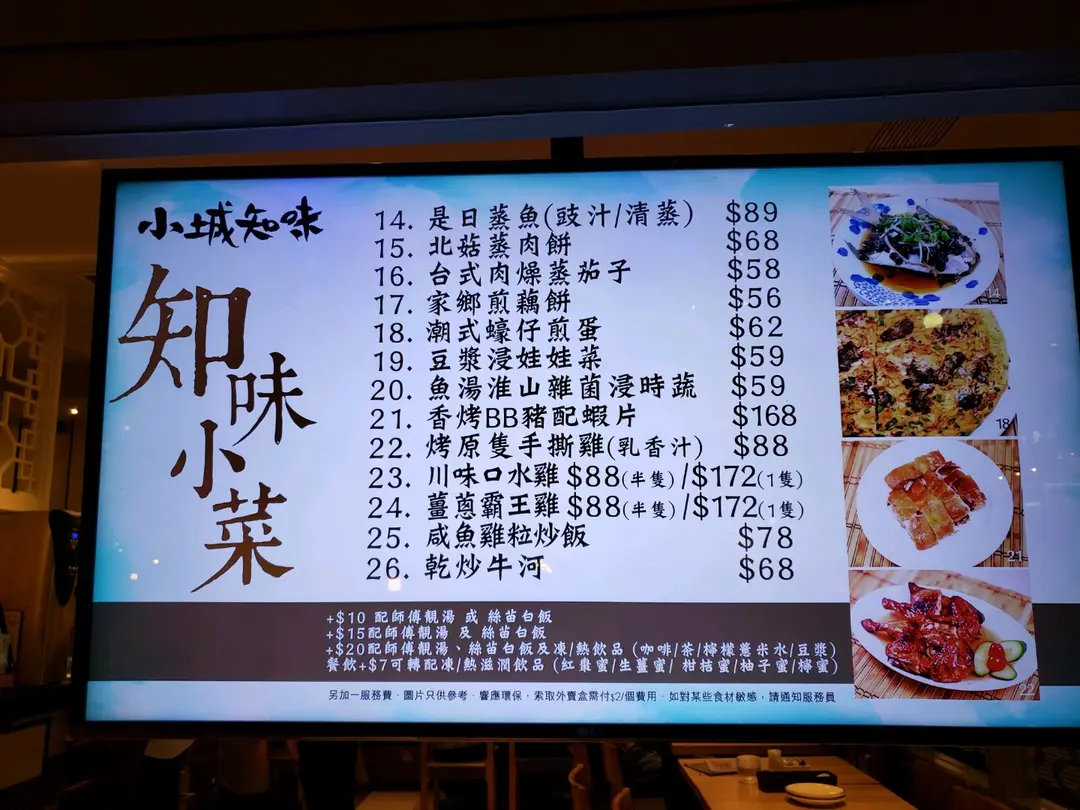 小城知味
知味小菜
14. 是日蒸魚(豉汁/清蒸) $89
15. 北菇蒸肉餅 $68
16. 台式肉燥蒸茄子 $58
17. 家鄉煎藕餅 $56
18. 潮式蠔仔煎蛋 $62
19. 豆漿浸娃娃菜 $59
20. 魚湯淮山雜菌浸時蔬 $59
21. 香烤BB豬配蝦片 $168
22. 烤原隻手撕雞(乳香汁) $88
23. 川味口水雞 $88(半隻)/$172(1隻)
24. 薑蔥霸王雞 $88(半隻)/$172(1隻)
25. 咸魚雞粒炒飯 $78
26. 乾炒牛河 $68
14
18
21
22
+$10 配師傅靚湯 或 絲苗白飯
+$15配師傅靚湯 及 絲苗白飯
+$20配師傅靚湯、絲苗白飯及凍/熱飲品 (咖啡/茶/檸檬薏米水/豆漿)
餐飲+$7可轉配凍/熱滋潤飲品 (紅棗蜜/生薑蜜/ 柑桔蜜/柚子蜜/檸蜜)
另加一服務費 · 圖片只供參考 · 響應環保，索取外賣盒需付$2/個費用 · 如對某些食材敏感，請通知服務員